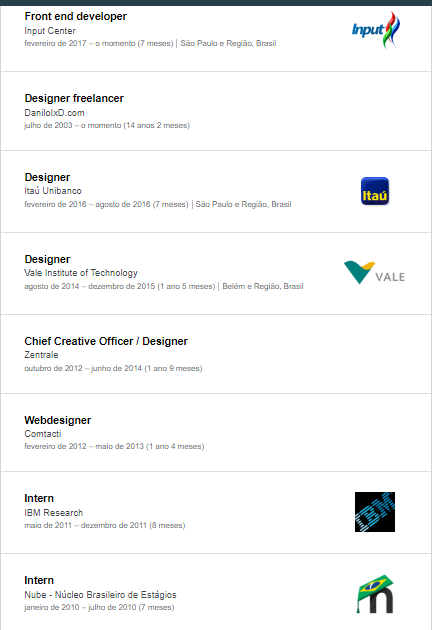 Front end developer
Input Center
fevereiro de 2017 – o momento (7 meses) | São Paulo e Região, Brasil
Input
Designer freelancer
DaniloIxD.com
julho de 2003 – o momento (14 anos 2 meses)
Designer
Itaú Unibanco
fevereiro de 2016 – agosto de 2016 (7 meses) | São Paulo e Região, Brasil
Itaú
Designer
Vale Institute of Technology
agosto de 2014 – dezembro de 2015 (1 ano 5 meses) | Belém e Região, Brasil
VALE
Chief Creative Officer / Designer
Zentrale
outubro de 2012 – junho de 2014 (1 ano 9 meses)
Webdesigner
Comtacti
fevereiro de 2012 – maio de 2013 (1 ano 4 meses)
Intern
IBM Research
maio de 2011 – dezembro de 2011 (8 meses)
IBM
Intern
Nube - Núcleo Brasileiro de Estágios
janeiro de 2010 – julho de 2010 (7 meses)
n